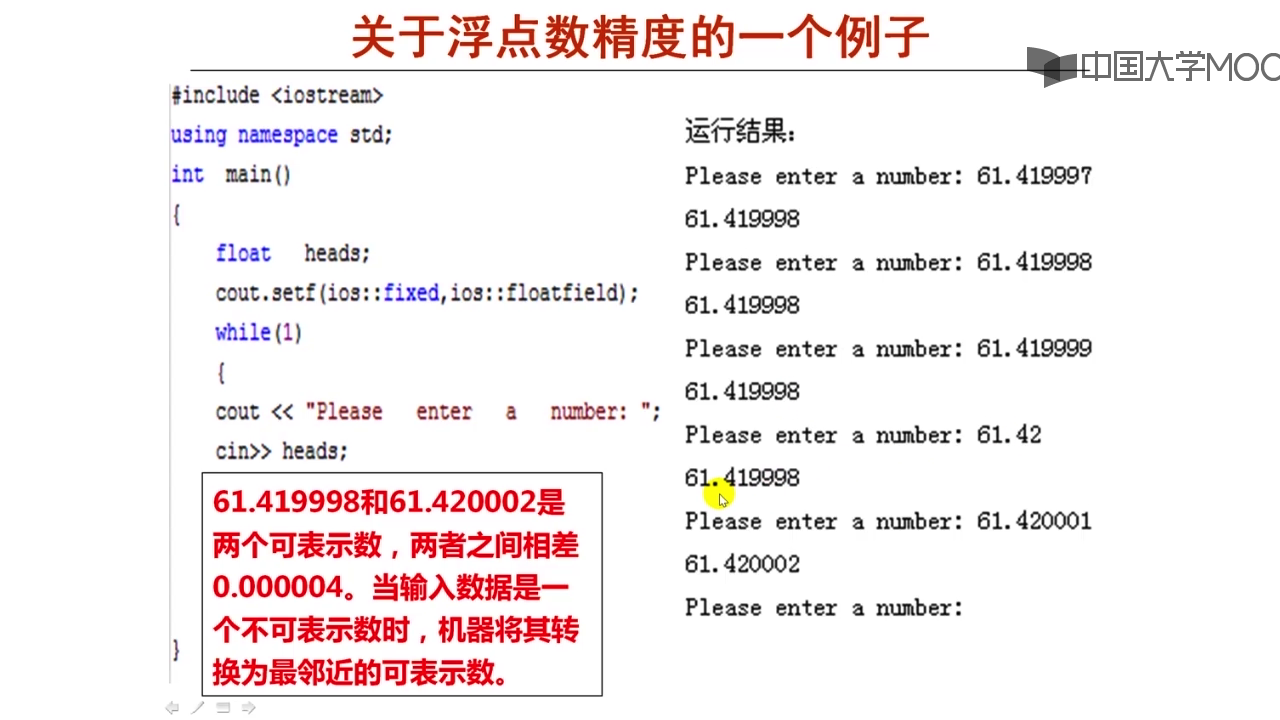 关于浮点数精度的一个例子
中国大学MOO
#include <iostream>
using namespace std;
int main()
{
float heads;
cout.setf(ios::fixed,ios::floatfield);
while(1)
{
cout << "Please enter a number: ";
cin>> heads;
61.419998和61.420002是
两个可表示数，两者之间相差
0.000004。当输入数据是一
个不可表示数时，机器将其转
换为最邻近的可表示数。
}
运行结果：
Please enter a number: 61.419997
61.419998
Please enter a number: 61.419998
61.419998
Please enter a number: 61.419999
61.419998
Please enter a number: 61.42
61.419998
Please enter a number: 61.420001
61.420002
Please enter a number: